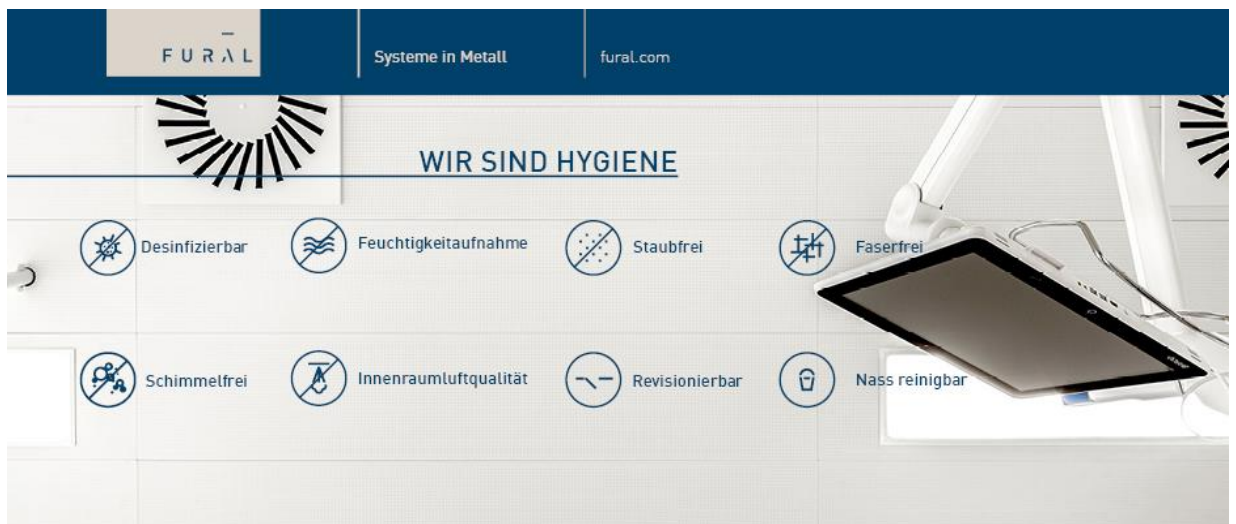 FURAL
Systeme in Metall
fural.com
WIR SIND HYGIENE
Desinfizierbar
Feuchtigkeitaufnahme
Staubfrei
Faserfrei
Schimmelfrei
Innenraumluftqualität
Revisionierbar
Nass reinigbar